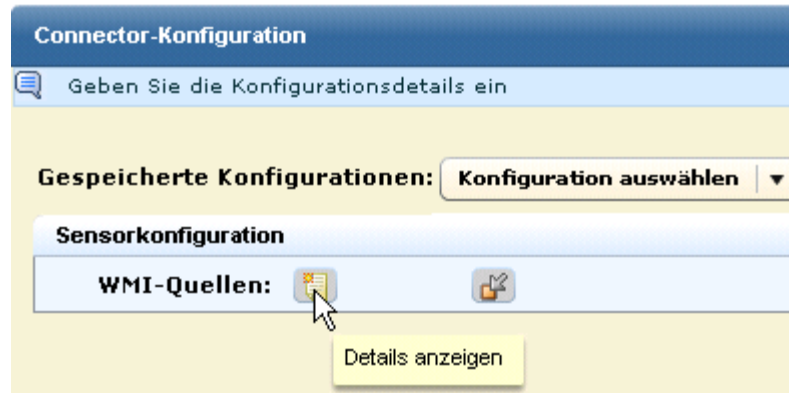 Connector-Konfiguration
Geben Sie die Konfigurationsdetails ein
Gespeicherte Konfigurationen: Konfiguration auswählen
Sensorkonfiguration
WMI-Quellen:
Details anzeigen